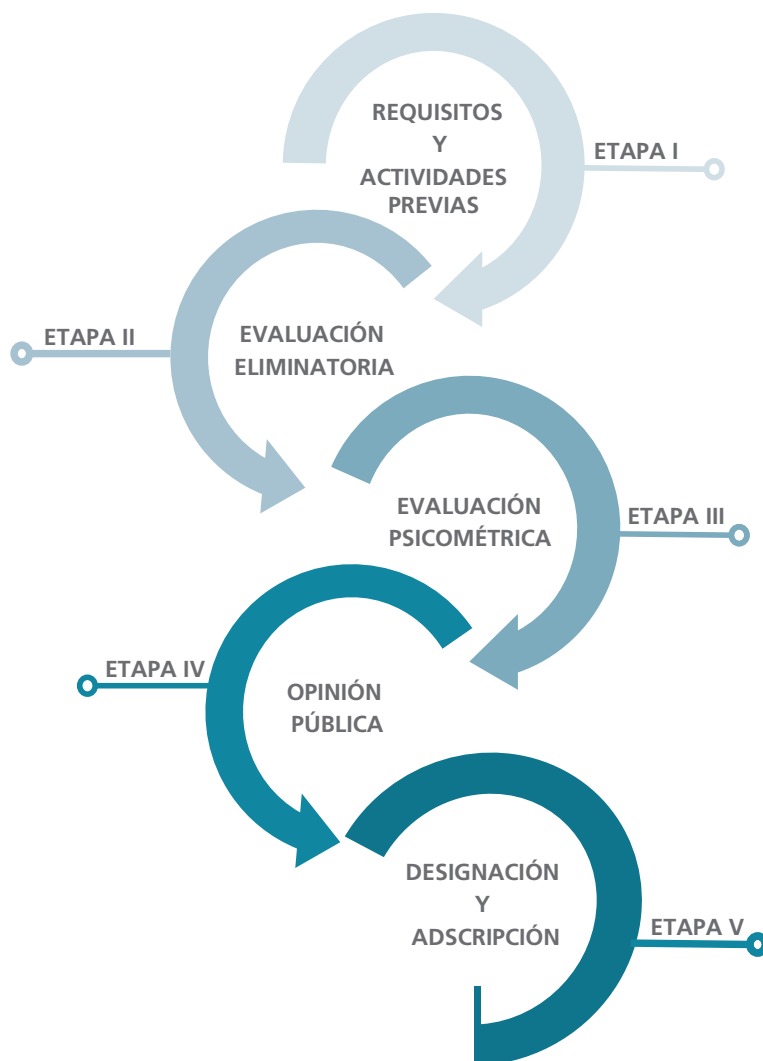 REQUISITOS
Y
ACTIVIDADES
PREVIAS
ETAPA I
ETAPA II
EVALUACIÓN
ELIMINATORIA
EVALUACIÓN
PSICOMÉTRICA
ETAPA III
ETAPA IV
OPINIÓN
PÚBLICA
DESIGNACIÓN
Y
ADSCRIPCIÓN
ETAPA V